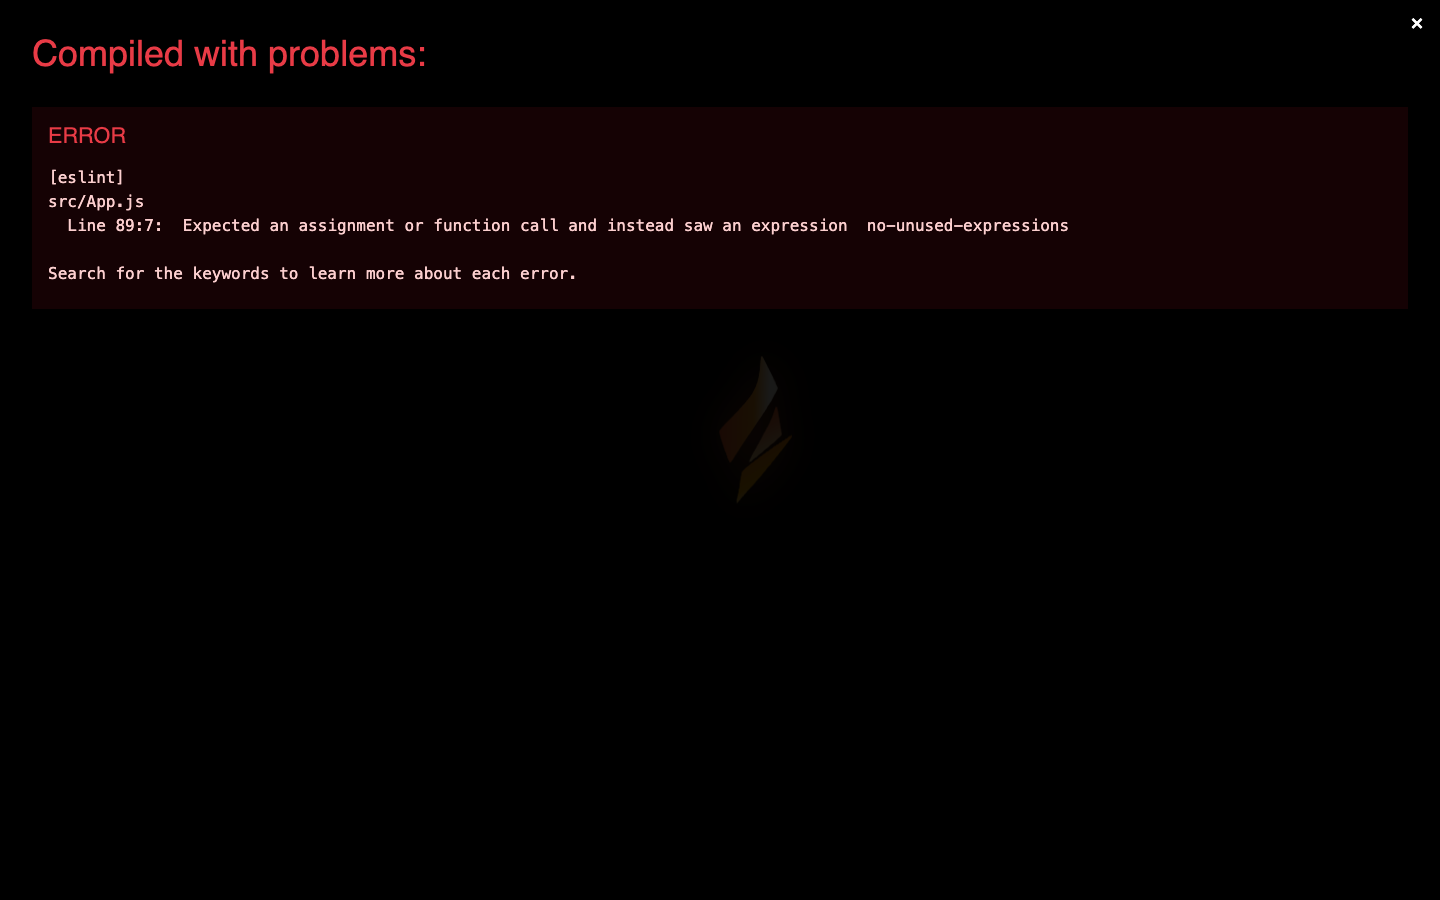 Compiled with problems:
×
ERROR
[eslint]
src/App.js
Line 89:7:  Expected an assignment or function call and instead saw an expression  no-unused-expressions
Search for the keywords to learn more about each error.